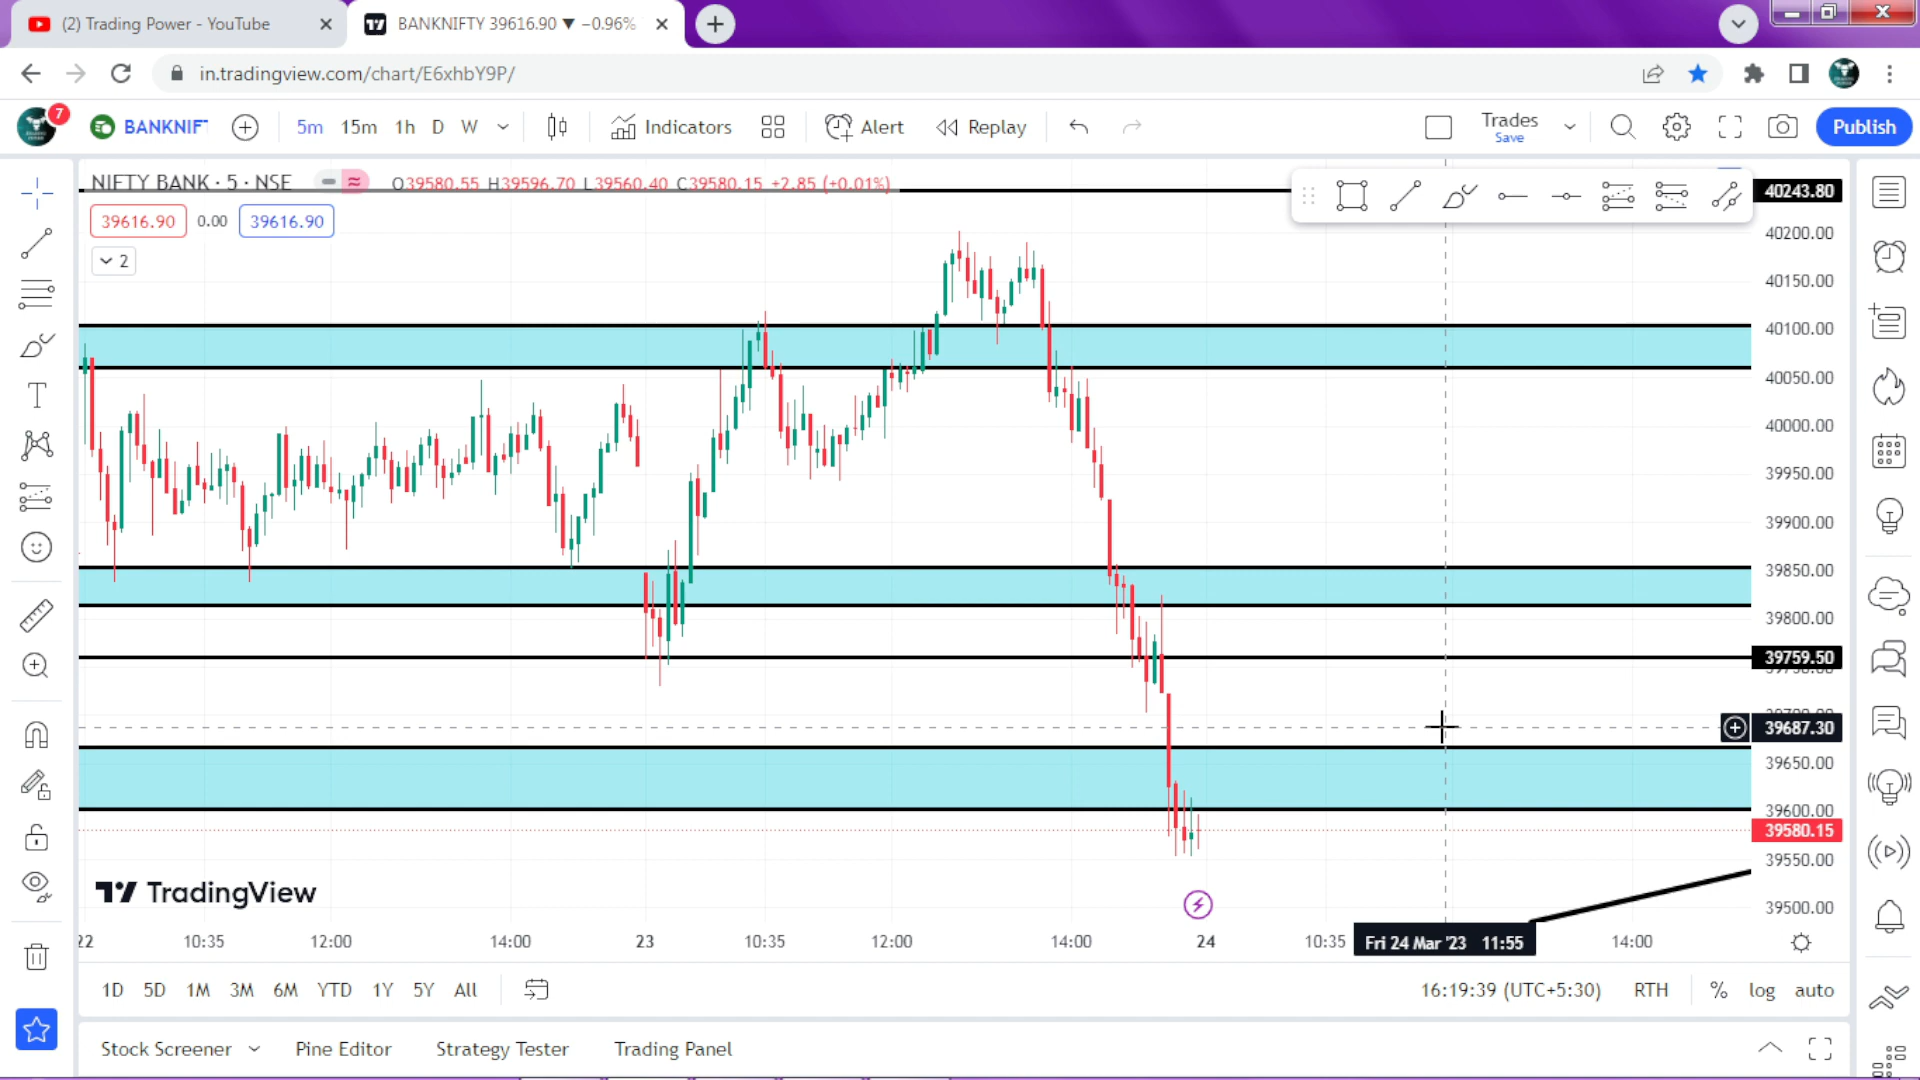 (2) Trading Power - YouTube
BANKNIFTY 39616.90 ▼ −0.96%
in.tradingview.com/chart/E6xhbY9P/
7
BANKNIF
5m 15m 1h D W
Indicators
Alert
Replay
Trades
Save
Publish
NIFTY BANK · 5 · NSE
O39580.55 H39596.70 L39560.40 C39580.15 +2.85 (+0.01%)
39616.90 0.00 39616.90
2
40243.80
40200.00
40150.00
40100.00
40050.00
40000.00
39950.00
39900.00
39850.00
39800.00
39759.50
39687.30
39650.00
39600.00
39580.15
39550.00
39500.00
TradingView
22 10:35 12:00 14:00 23 10:35 12:00 14:00 24 10:35 Fri 24 Mar '23 11:55 14:00
1D 5D 1M 3M 6M YTD 1Y 5Y All
16:19:39 (UTC+5:30) RTH % log auto
Stock Screener Pine Editor Strategy Tester Trading Panel